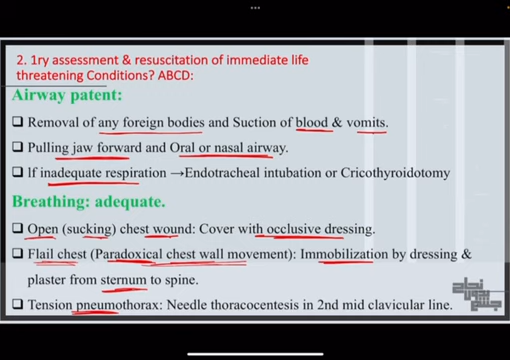 2. 1ry assessment & resuscitation of immediate life
threatening Conditions? ABCD:
Airway patent:
❑ Removal of any foreign bodies and Suction of blood & vomits.
❑ Pulling jaw forward and Oral or nasal airway.
❑ If inadequate respiration →Endotracheal intubation or Cricothyroidotomy
Breathing: adequate.
❑ Open (sucking) chest wound: Cover with occlusive dressing.
❑ Flail chest (Paradoxical chest wall movement): Immobilization by dressing &
plaster from sternum to spine.
❑ Tension pneumothorax: Needle thoracocentesis in 2nd mid clavicular line.